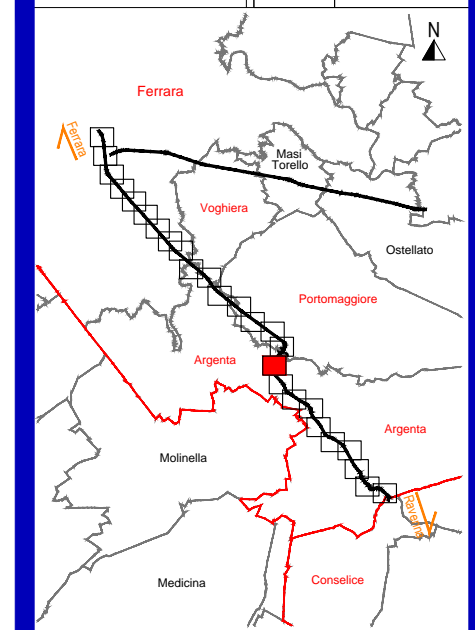 N
Ferrara
Ferrara
Masi
Torello
Voghiera
Ostellato
Portomaggiore
Argenta
Argenta
Molinella
Ravenna
Medicina
Conselice